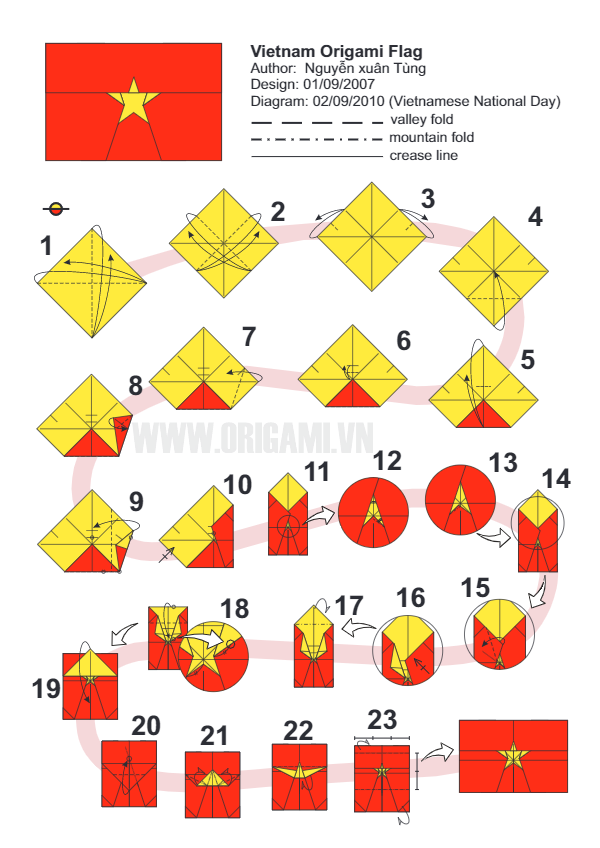 Vietnam Origami Flag
Author: Nguyễn xuân Tùng
Design: 01/09/2007
Diagram: 02/09/2010 (Vietnamese National Day)
valley fold
mountain fold
crease line
1
2
3
4
7
6
5
8
WWW.ORIGAMI.VN
9
10
11
12
13
14
18
17
16
15
19
20
21
22
23